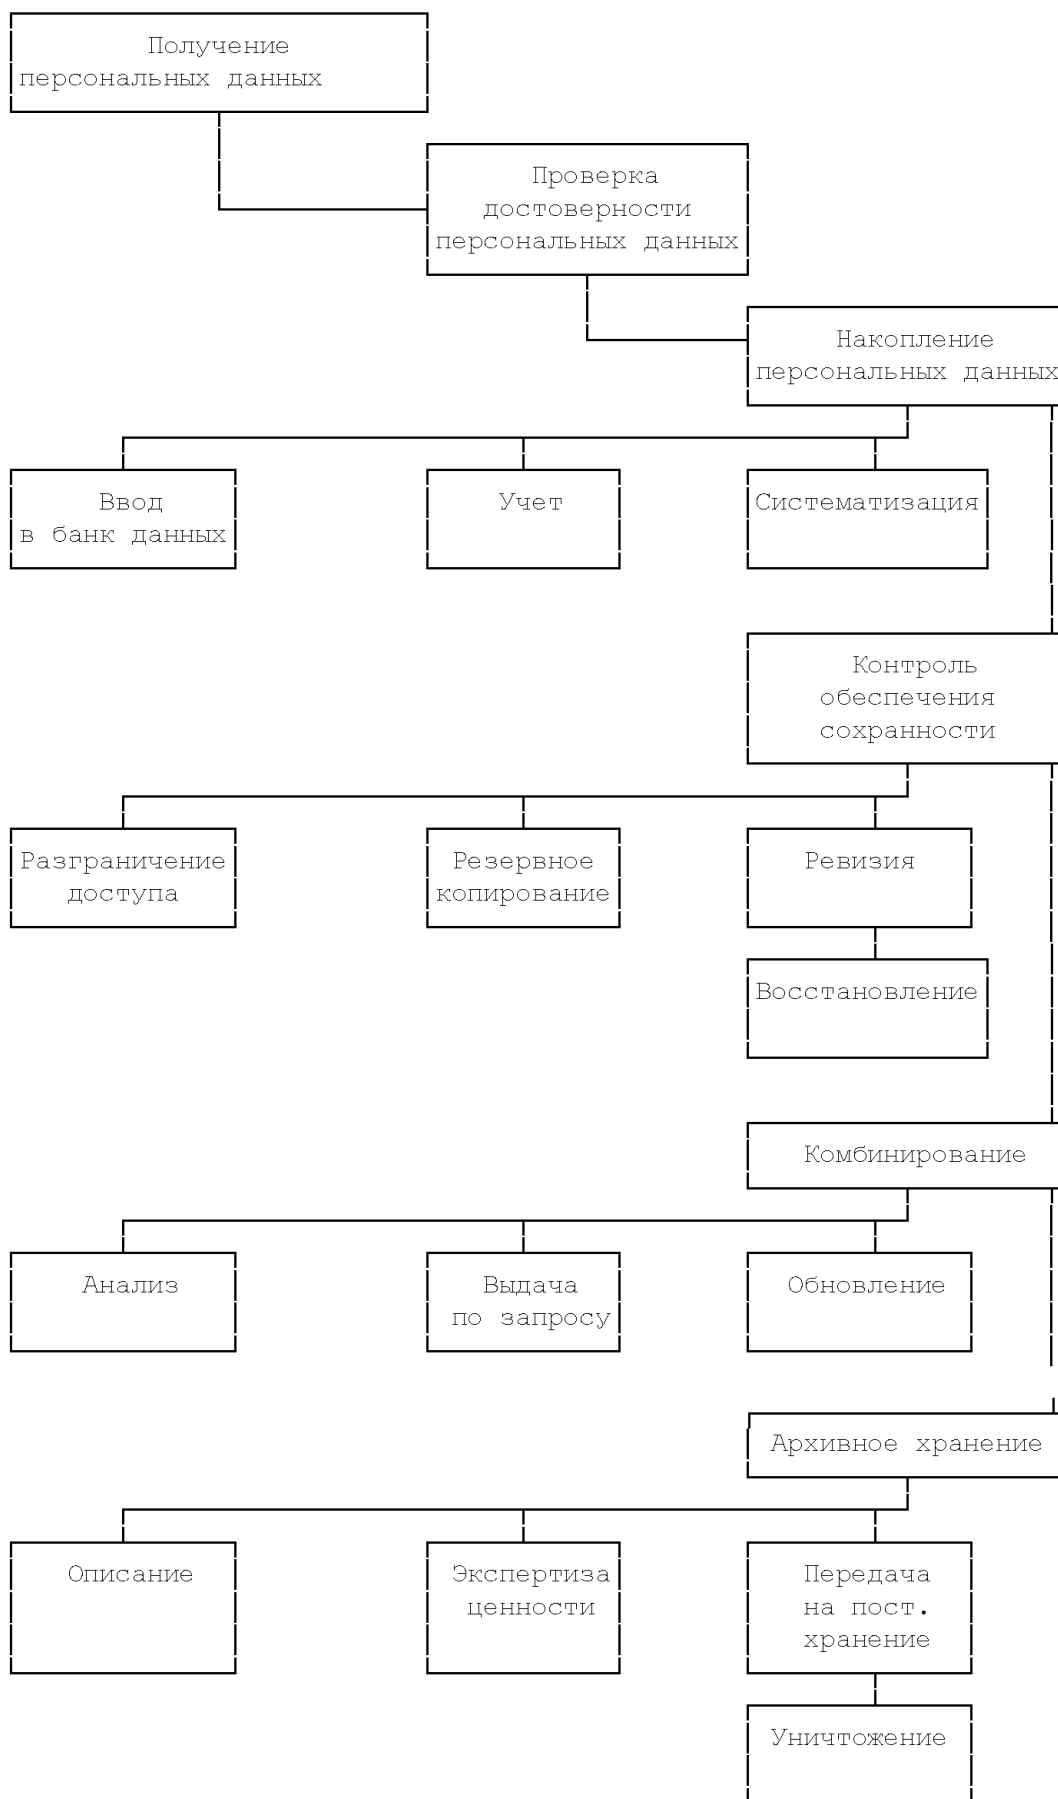 Получение
персональных данных
Проверка
достоверности
персональных данных
Накопление
персональных данных
Ввод
в банк данных
Учет
Систематизация
Контроль
обеспечения
сохранности
Разграничение
доступа
Резервное
копирование
Ревизия
Восстановление
Комбинирование
Анализ
Выдача
по запросу
Обновление
Архивное хранение
Описание
Экспертиза
ценности
Передача
на пост.
хранение
Уничтожение